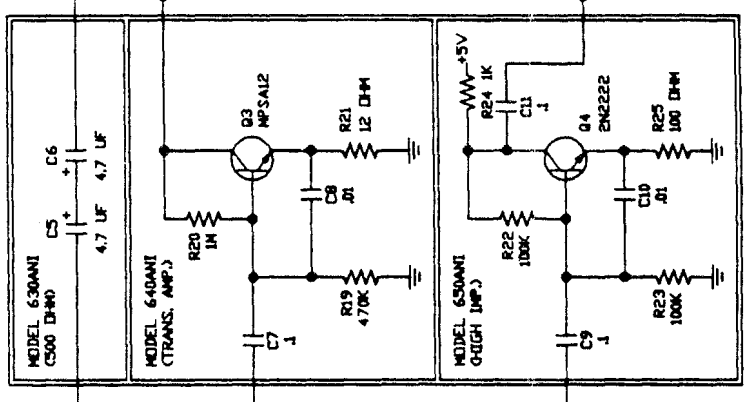 MODEL 630ANI
(500 OHM)
C5
4.7 UF
+
C6
+
4.7 UF
MODEL 640ANI
(TRANS. AMP.)
R20
1M
Q3
MPSA12
R21
12 OHM
C8
.01
R19
470K
C7
.1
MODEL 650ANI
(HIGH IMP.)
+5V
R24 1K
C11
.1
Q4
2N2222
R25
100 OHM
R22
100K
C10
.01
R23
100K
C9
.1